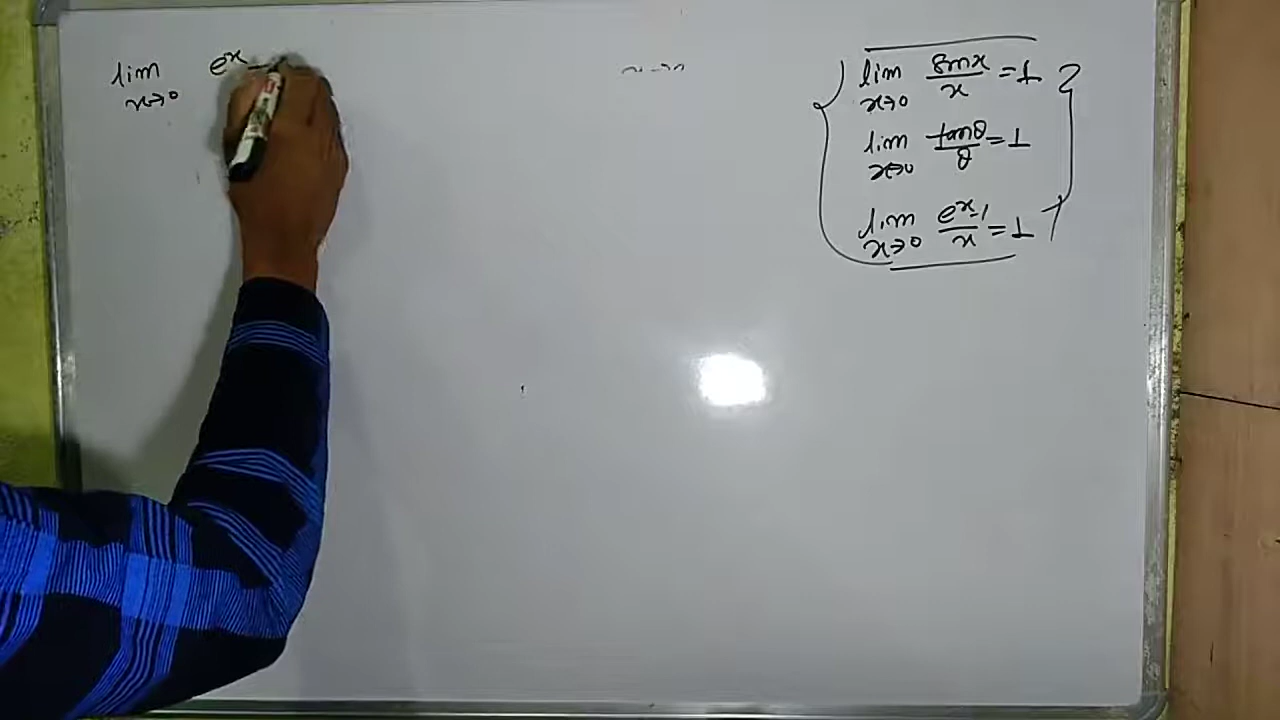 lim x→0 e^x -
lim x→0 sinx/x = 1
lim x→0 tanθ/θ = 1
lim x→0 e^x-1/x = 1